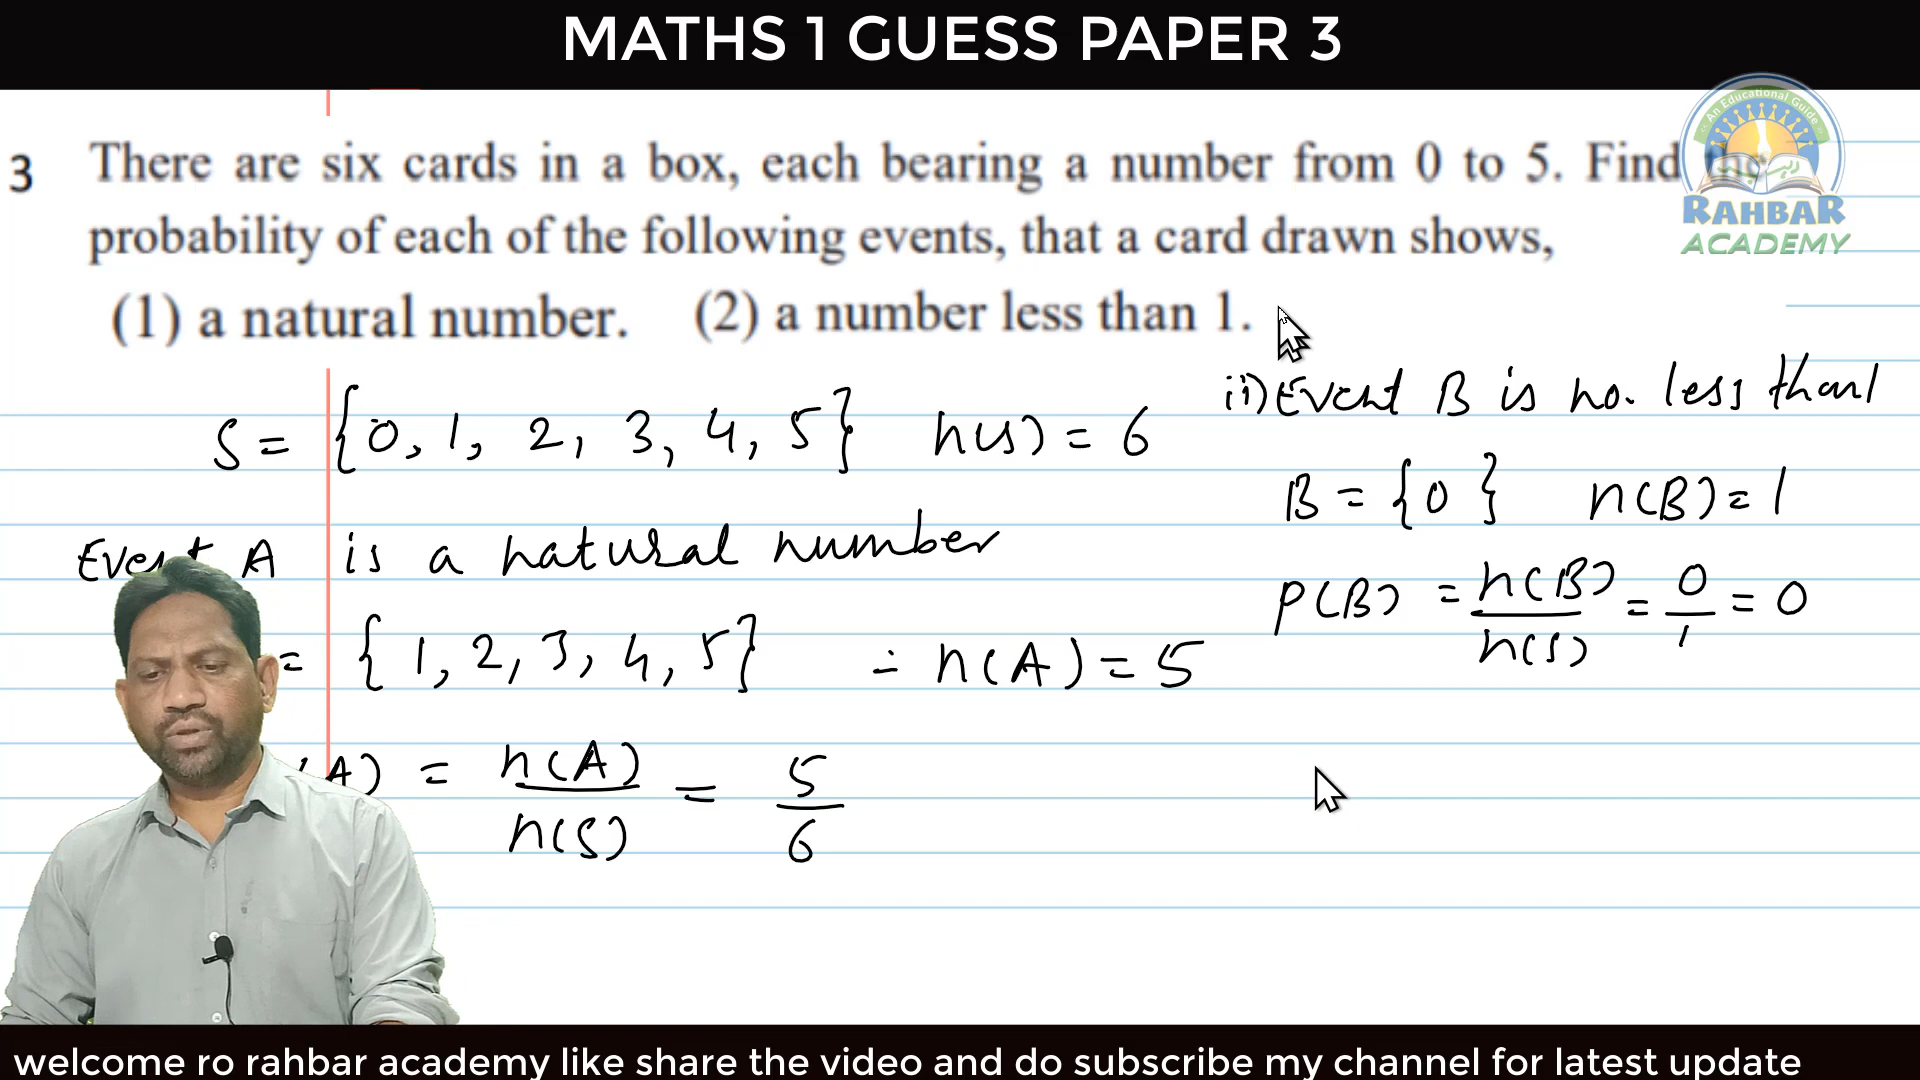 MATHS 1 GUESS PAPER 3
An Educational Guide
RAHBAR
ACADEMY
3 There are six cards in a box, each bearing a number from 0 to 5. Find
probability of each of the following events, that a card drawn shows,
(1) a natural number. (2) a number less than 1.
S = {0, 1, 2, 3, 4, 5} n(s) = 6
Event A is a natural number
= {1, 2, 3, 4, 5} - n(A) = 5
A) = n(A) / n(S) = 5 / 6
ii) Event B is no. less than 1
B = {0} n(B) = 1
P(B) = n(B) / n(S) = 0 / 1 = 0
welcome ro rahbar academy like share the video and do subscribe my channel for latest update